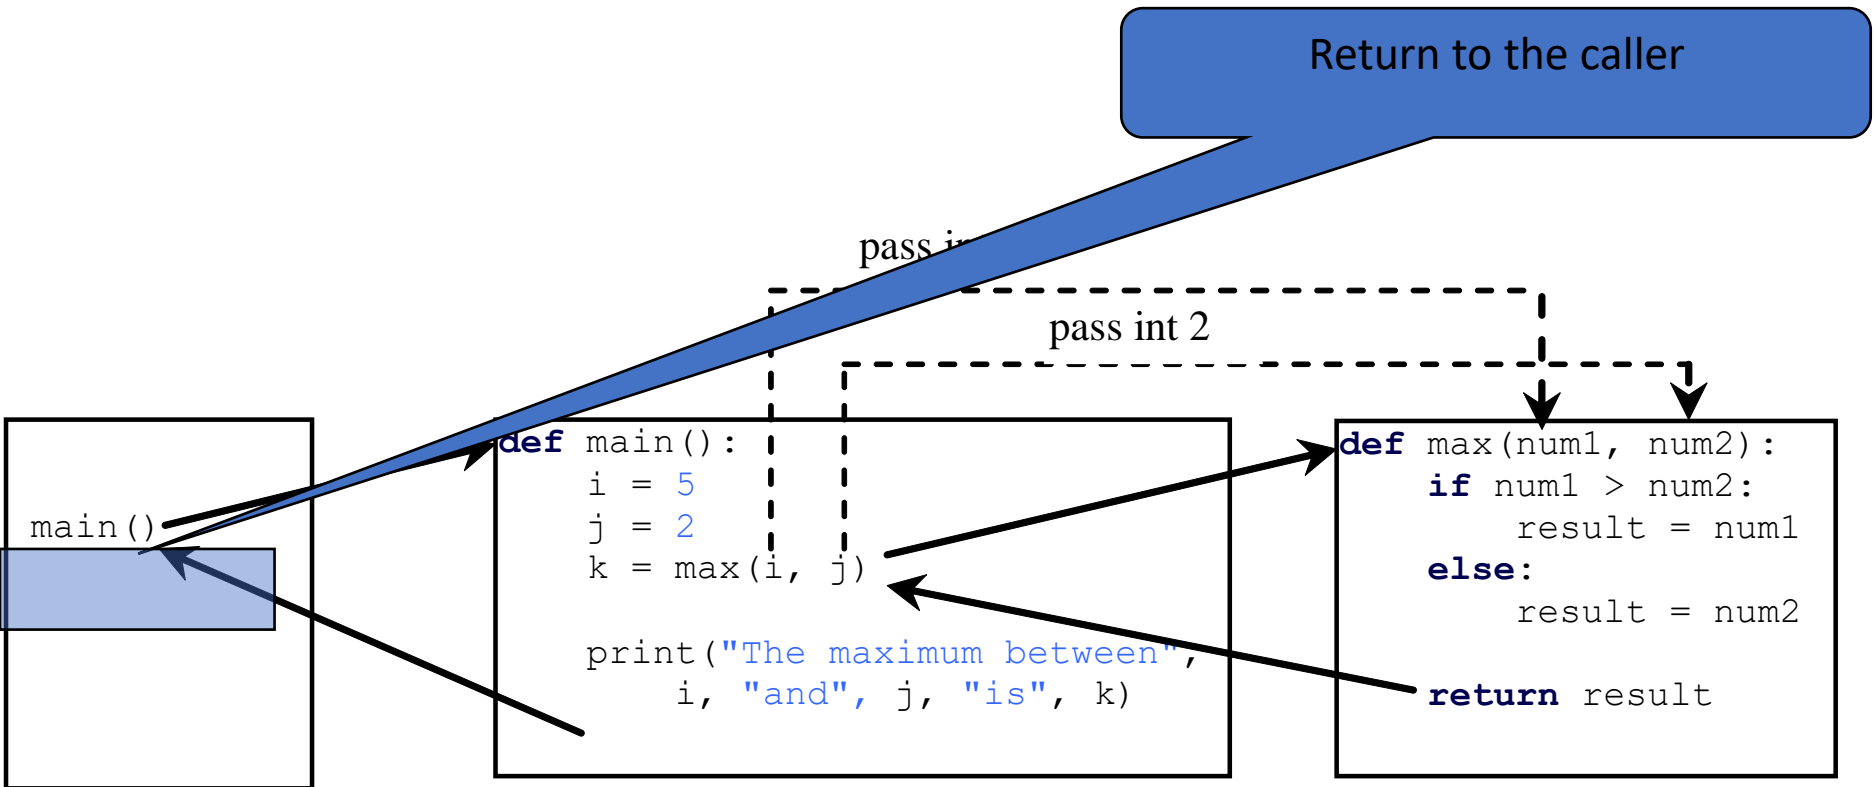 Return to the caller
pass
pass int 2
main()
def main():
    i = 5
    j = 2
    k = max(i, j)
    print("The maximum between",
        i, "and", j, "is", k)
def max(num1, num2):
    if num1 > num2:
        result = num1
    else:
        result = num2
    return result